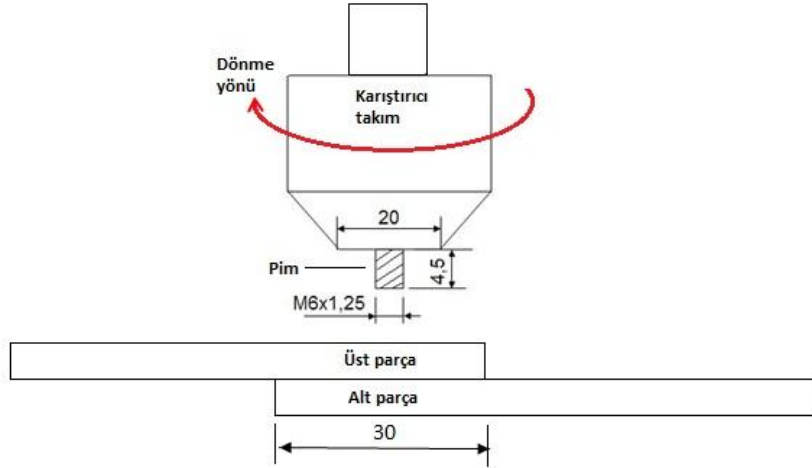 Dönme
yönü
Karıştırıcı
takım
20
Pim
4,5
M6x1,25
Üst parça
Alt parça
30